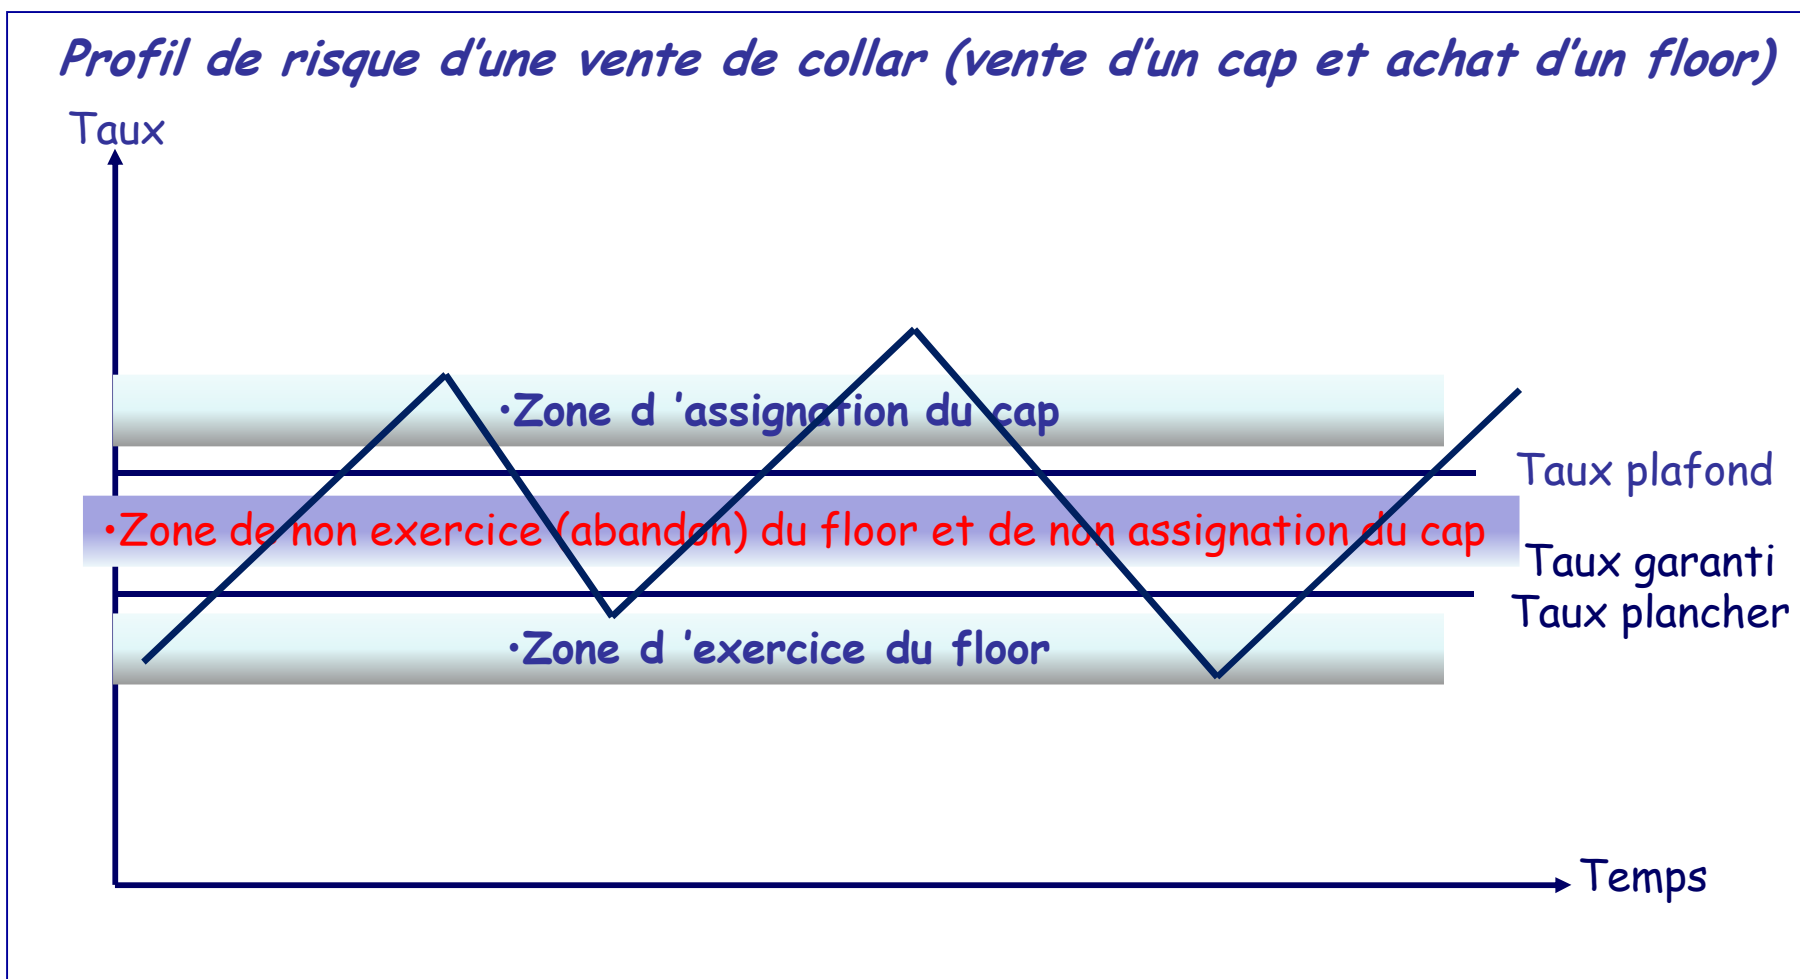 Profil de risque d’une vente de collar (vente d’un cap et achat d’un floor)
Taux
•Zone d ’assignation du cap
Taux plafond
•Zone de non exercice (abandon) du floor et de non assignation du cap
Taux garanti
Taux plancher
•Zone d ’exercice du floor
Temps